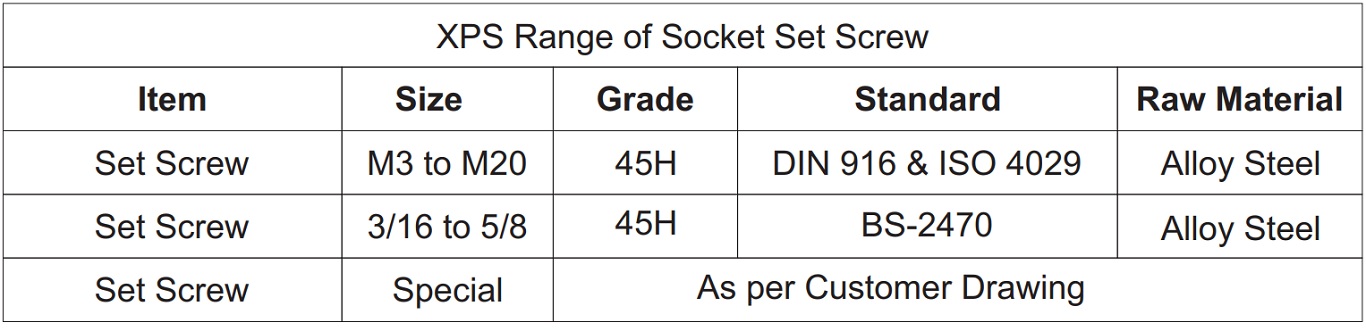 XPS Range of Socket Set Screw
Item Size Grade Standard Raw Material
Set Screw M3 to M20 45H DIN 916 & ISO 4029 Alloy Steel
Set Screw 3/16 to 5/8 45H BS-2470 Alloy Steel
Set Screw Special As per Customer Drawing